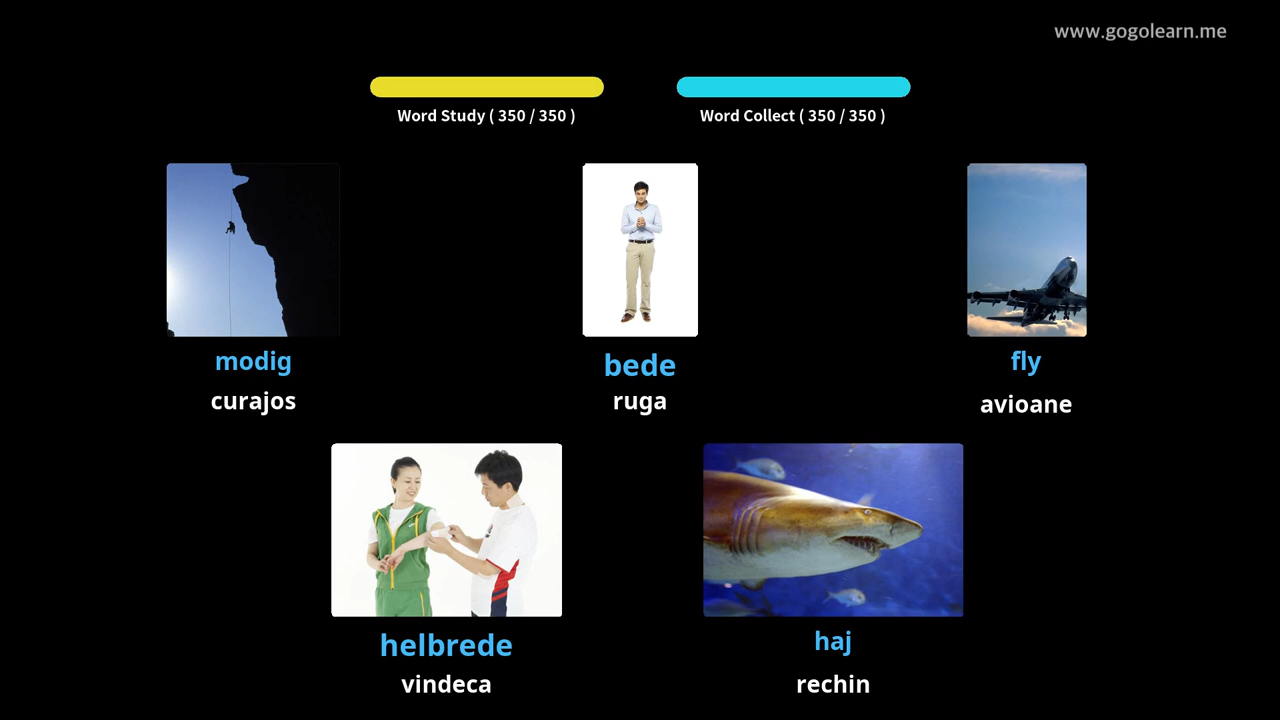 www.gogolearn.me
Word Study ( 350 / 350 )
Word Collect ( 350 / 350 )
modig
bede
fly
curajos
ruga
avioane
helbrede
haj
vindeca
rechin